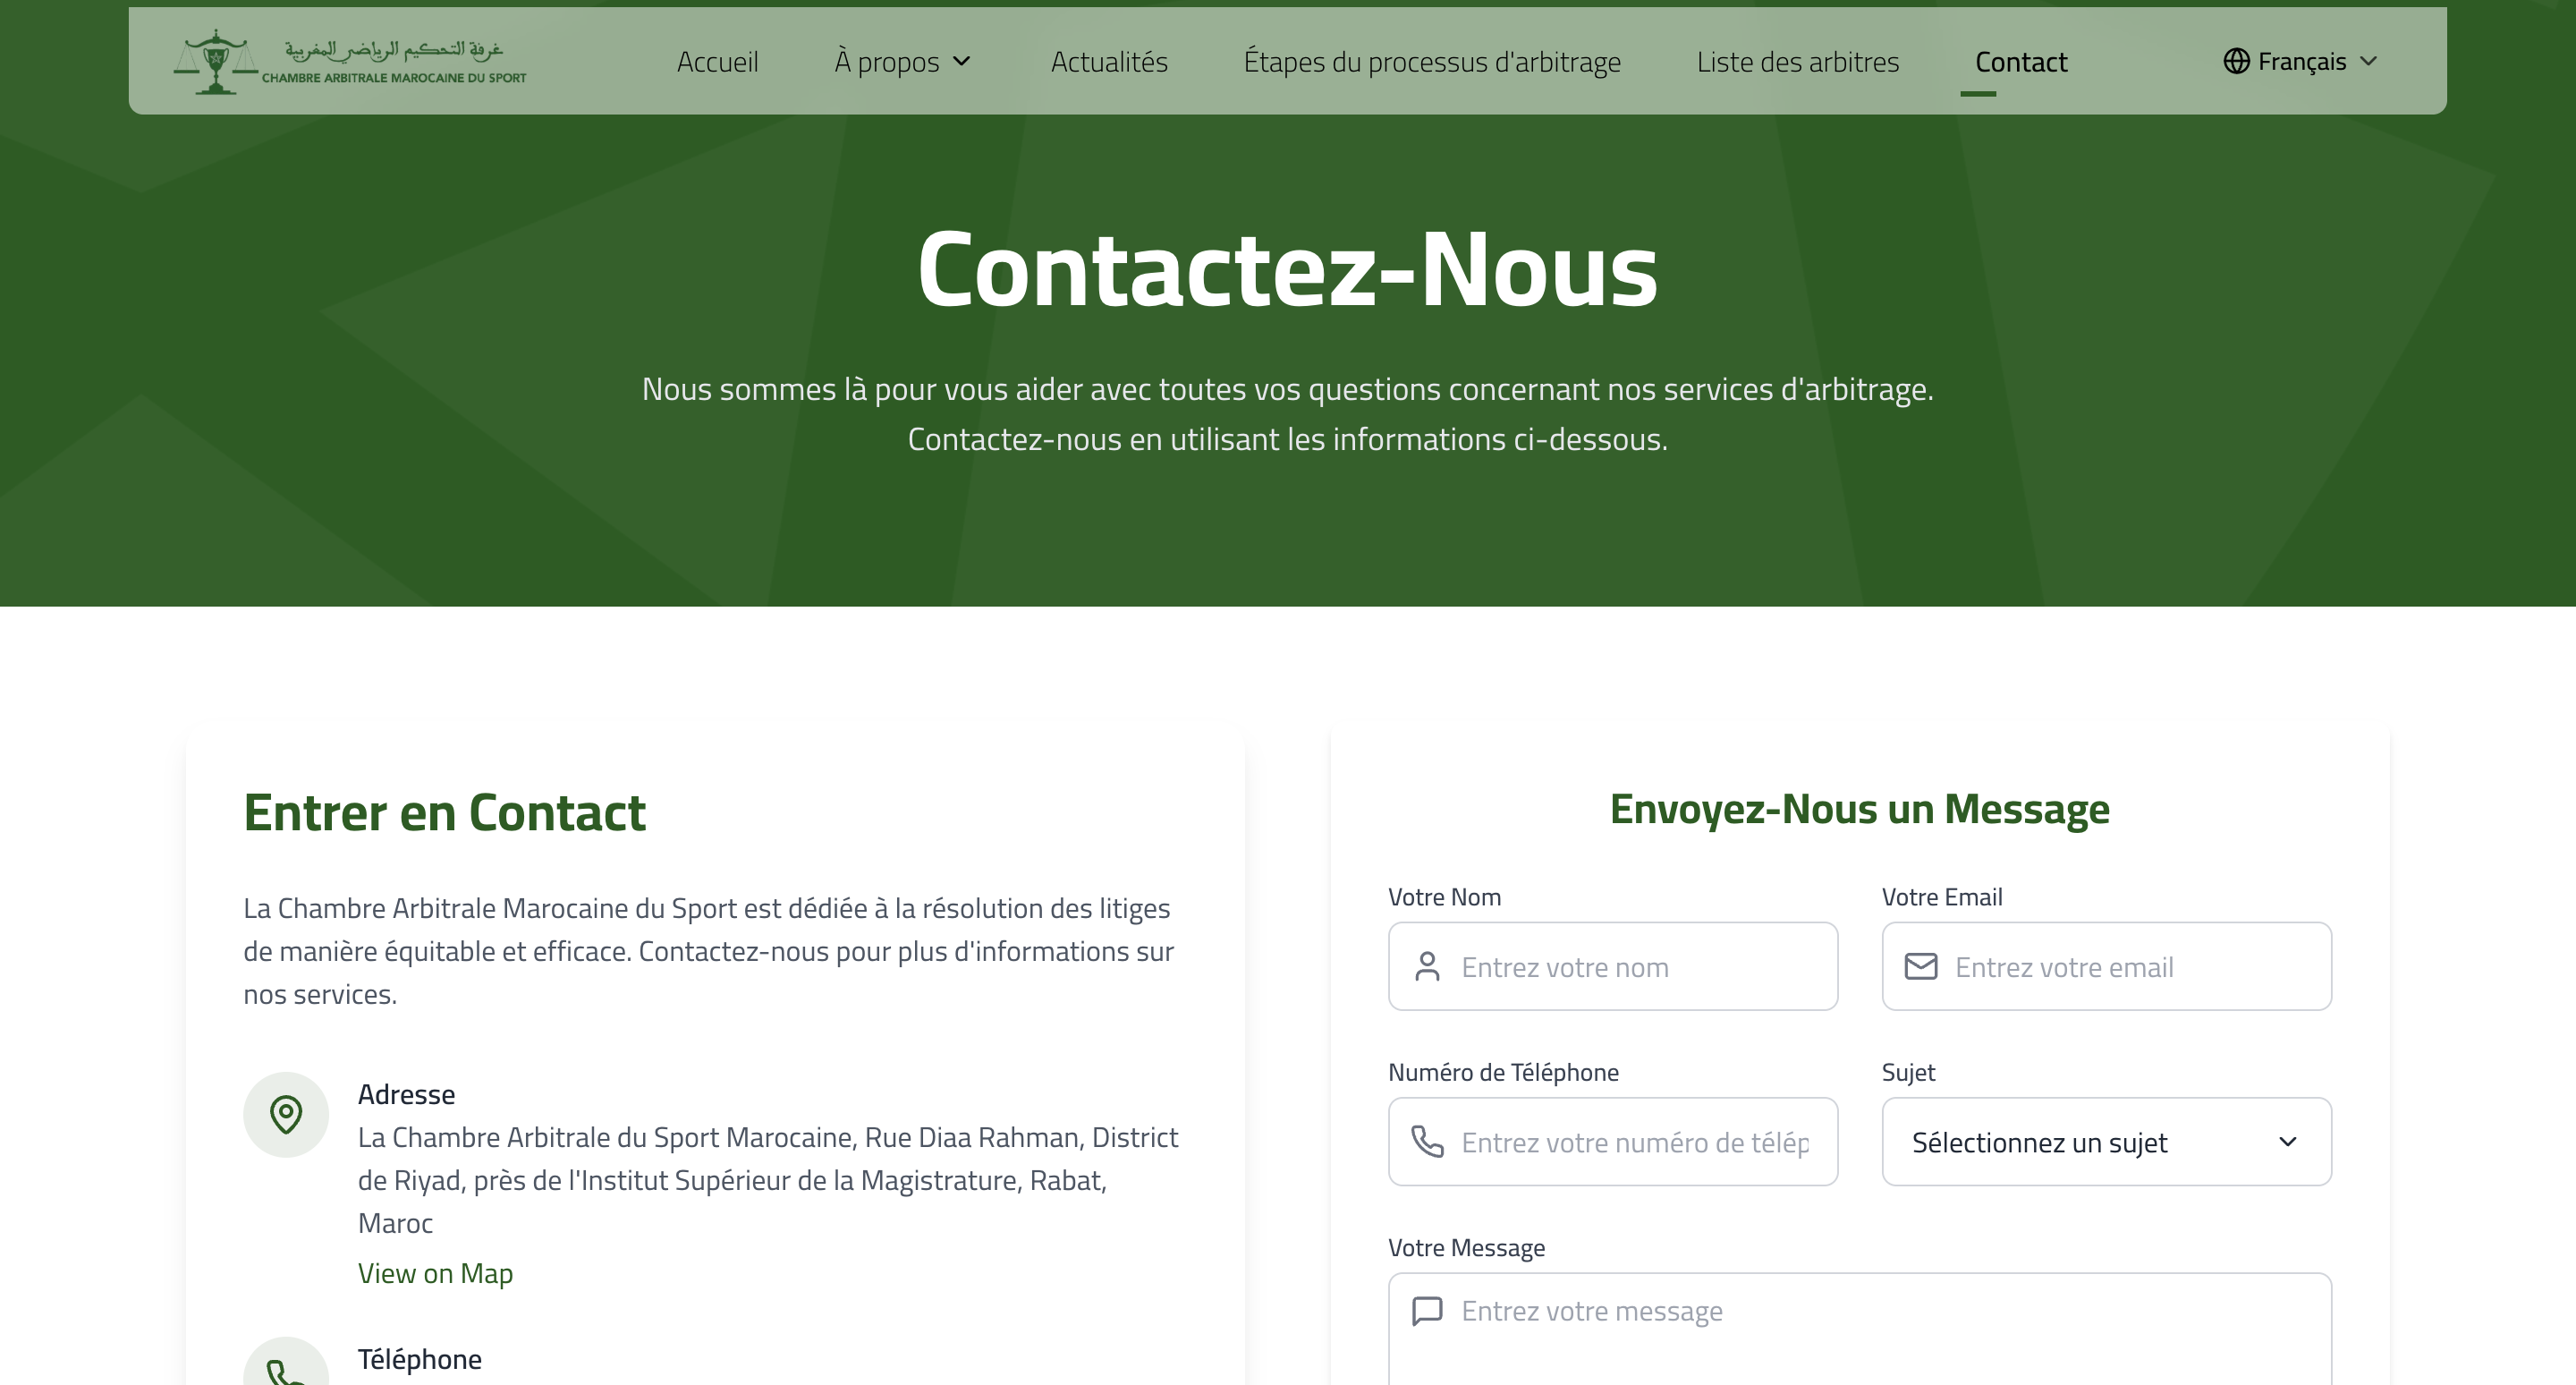 غرفة التحكيم الرياضي المغربية
CHAMBRE ARBITRALE MAROCAINE DU SPORT
Accueil
À propos
Actualités
Étapes du processus d'arbitrage
Liste des arbitres
Contact
Français
Contactez-Nous
Nous sommes là pour vous aider avec toutes vos questions concernant nos services d'arbitrage.
Contactez-nous en utilisant les informations ci-dessous.
Entrer en Contact
La Chambre Arbitrale Marocaine du Sport est dédiée à la résolution des litiges
de manière équitable et efficace. Contactez-nous pour plus d'informations sur
nos services.
Adresse
La Chambre Arbitrale du Sport Marocaine, Rue Diaa Rahman, District
de Riyad, près de l'Institut Supérieur de la Magistrature, Rabat,
Maroc
View on Map
Téléphone
Envoyez-Nous un Message
Votre Nom
Entrez votre nom
Votre Email
Entrez votre email
Numéro de Téléphone
Entrez votre numéro de télép
Sujet
Sélectionnez un sujet
Votre Message
Entrez votre message